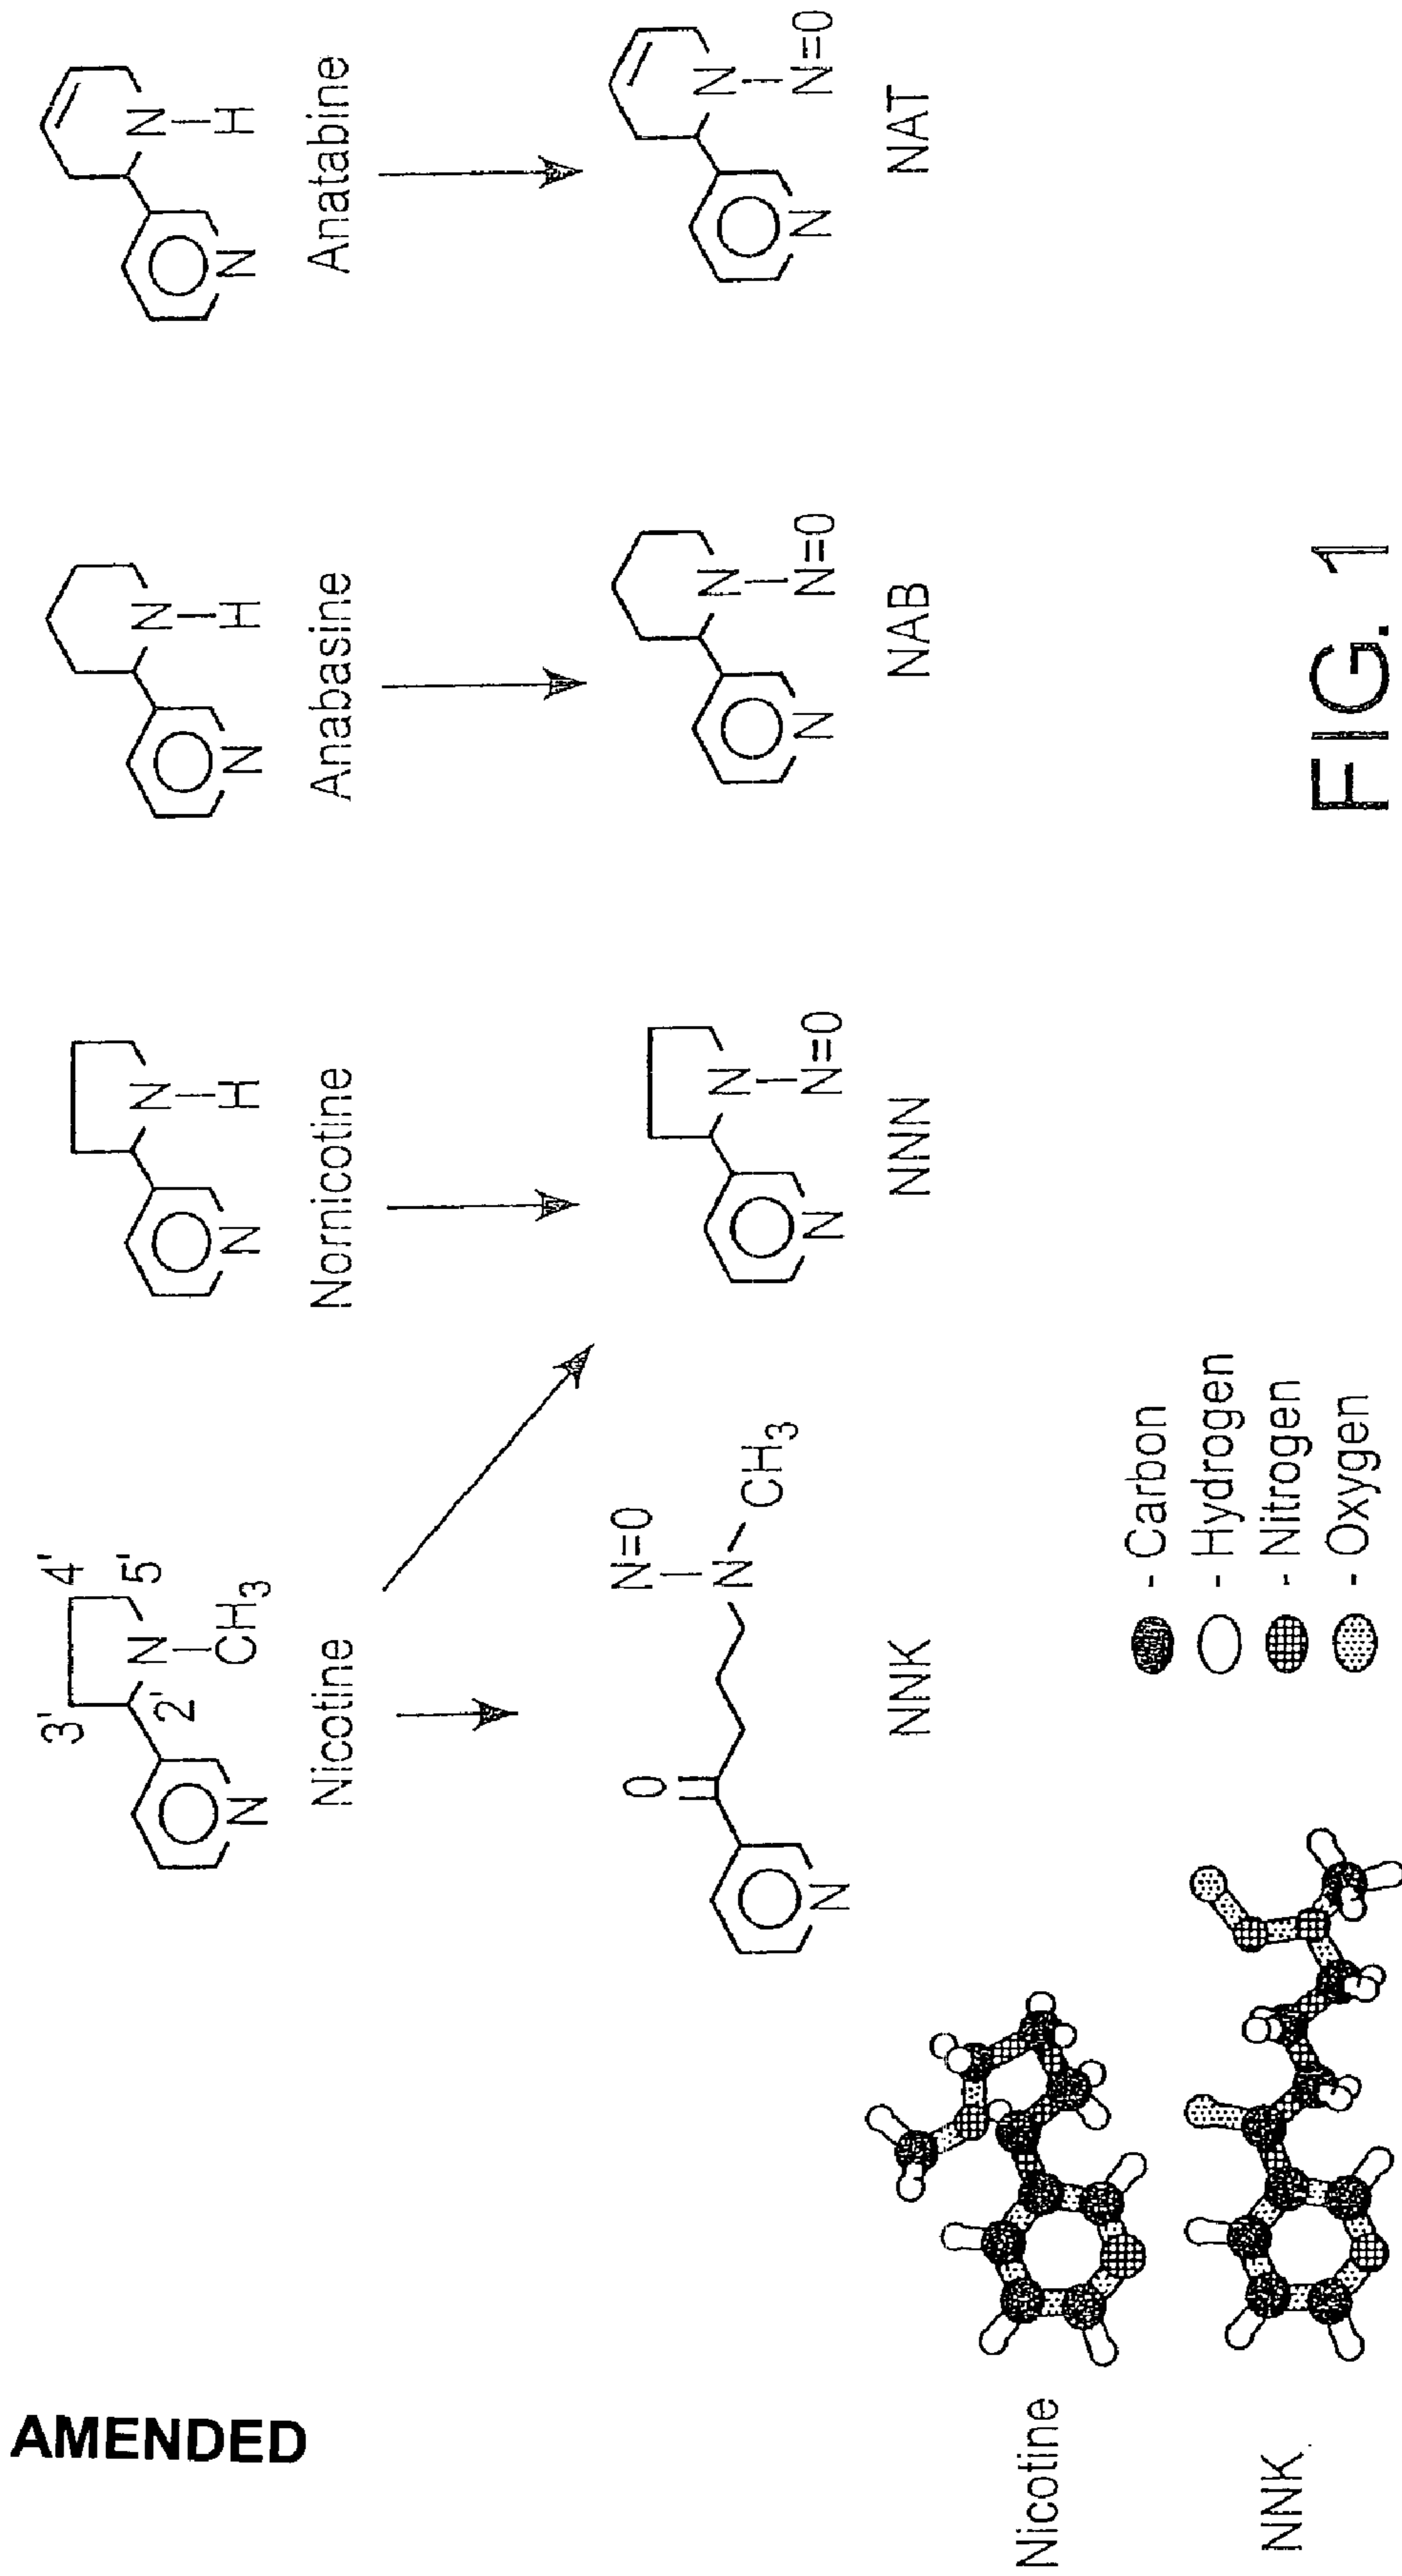 AMENDED
3' 4'
2' 5'
N N CH3
N N H
N N H
N N H
Nicotine Nornicotine Anabasine Anatabine
O N=O
N N CH3
N N N=O
N N N=O
N N N=O
NNK NNN NAB NAT
Nicotine
NNK
- Carbon
- Hydrogen
- Nitrogen
- Oxygen
FIG. 1